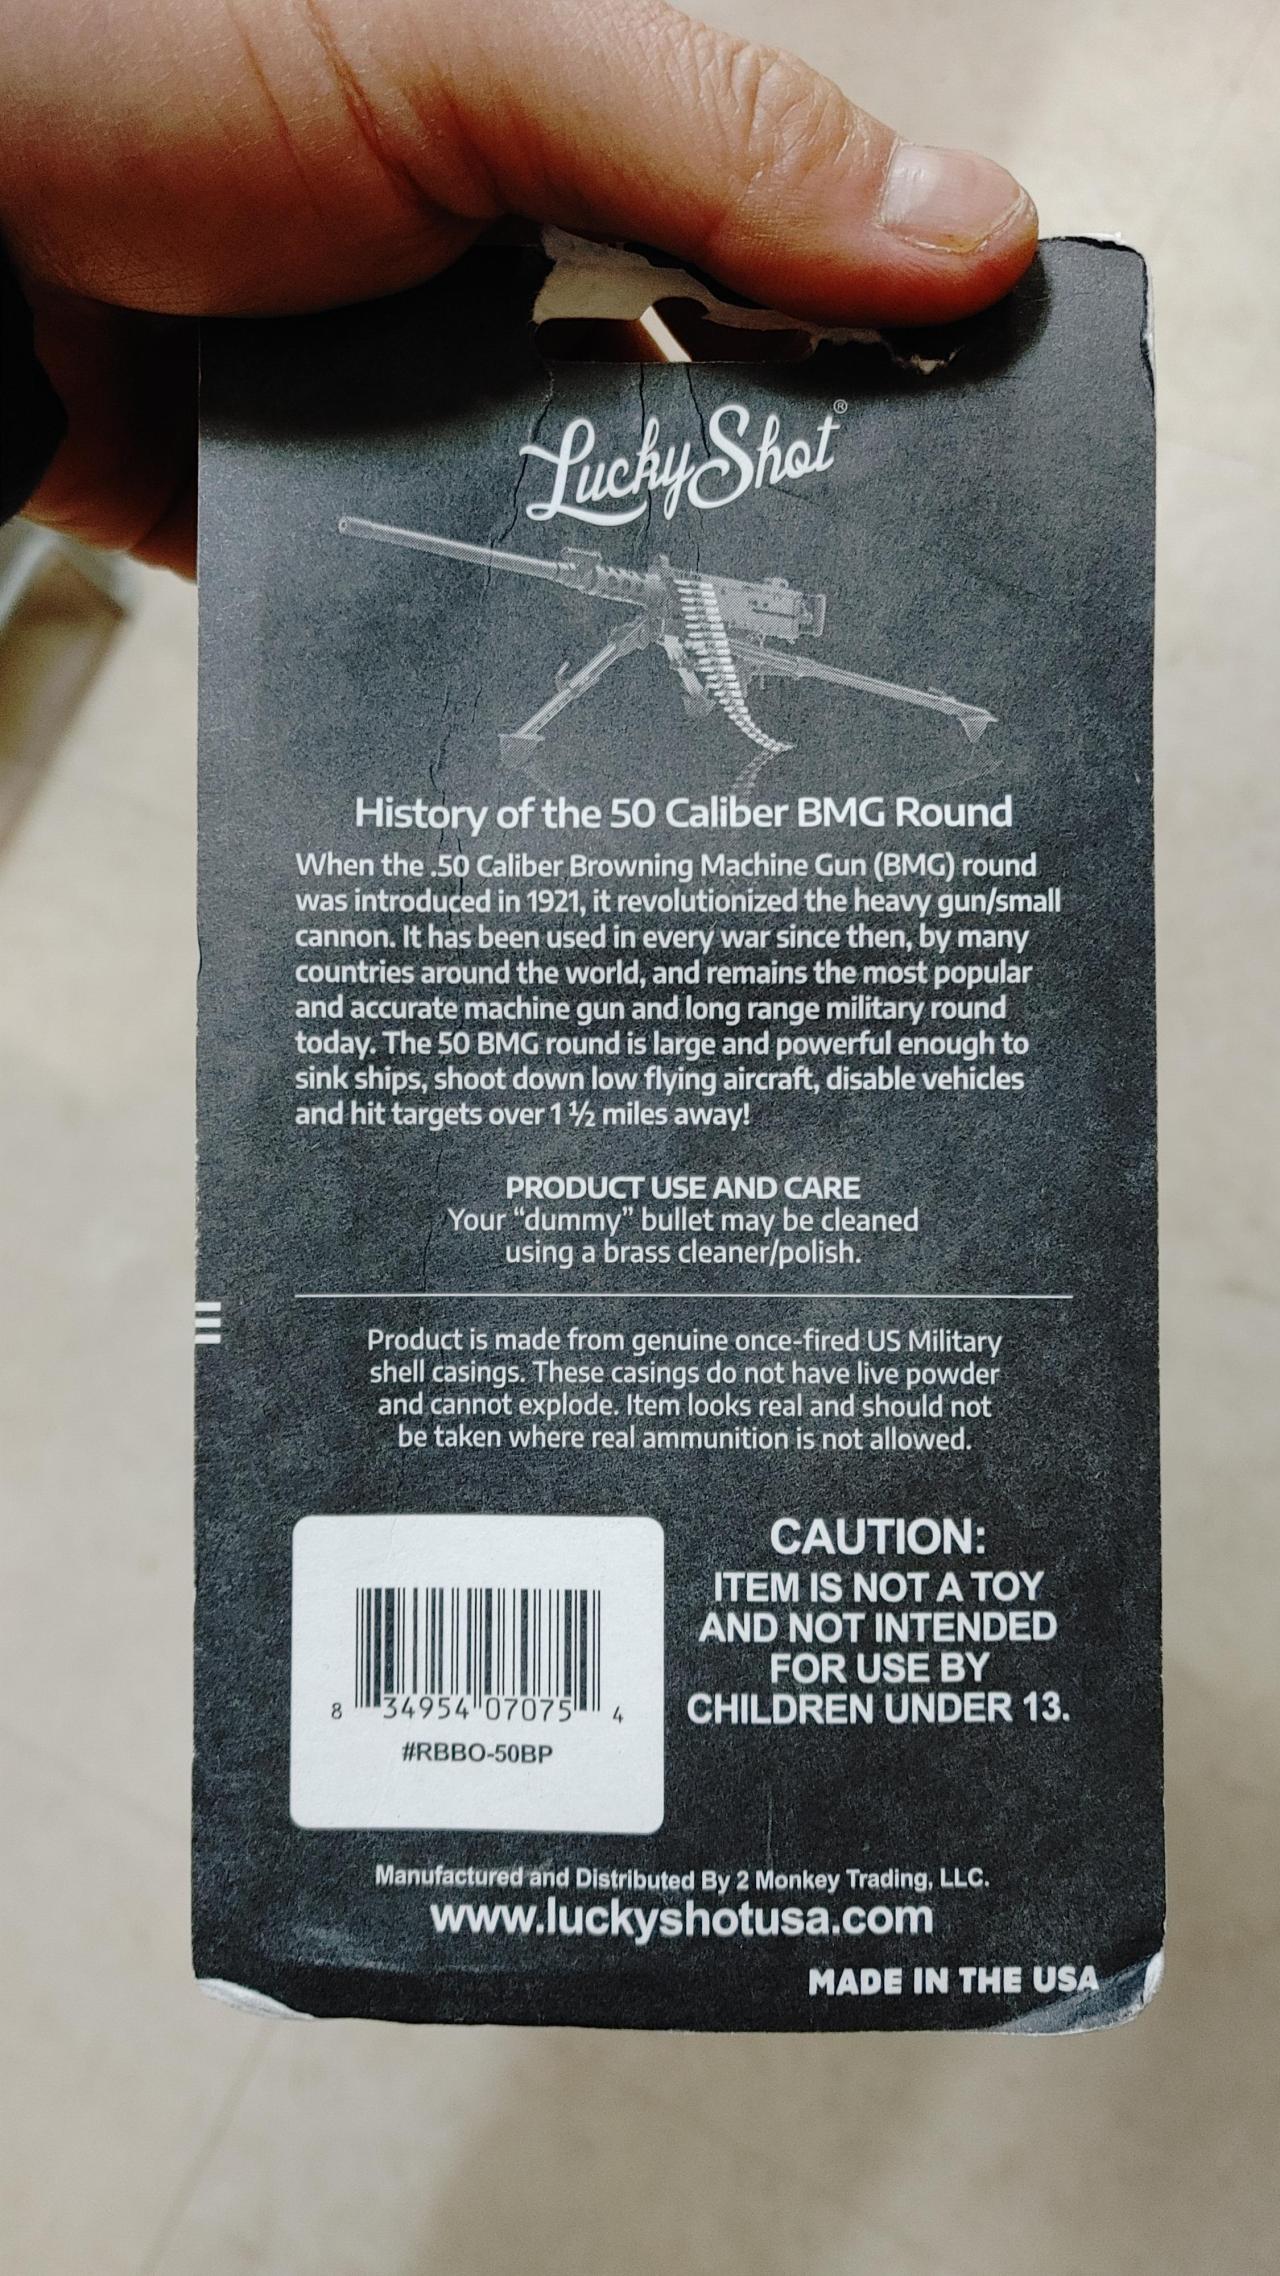 Lucky Shot®
History of the 50 Caliber BMG Round
When the .50 Caliber Browning Machine Gun (BMG) round
was introduced in 1921, it revolutionized the heavy gun/small
cannon. It has been used in every war since then, by many
countries around the world, and remains the most popular
and accurate machine gun and long range military round
today. The 50 BMG round is large and powerful enough to
sink ships, shoot down low flying aircraft, disable vehicles
and hit targets over 1 ½ miles away!
PRODUCT USE AND CARE
Your “dummy” bullet may be cleaned
using a brass cleaner/polish.
Product is made from genuine once-fired US Military
shell casings. These casings do not have live powder
and cannot explode. Item looks real and should not
be taken where real ammunition is not allowed.
8 34954 07075 4
#RBBO-50BP
CAUTION:
ITEM IS NOT A TOY
AND NOT INTENDED
FOR USE BY
CHILDREN UNDER 13.
Manufactured and Distributed By 2 Monkey Trading, LLC.
www.luckyshotusa.com
MADE IN THE USA